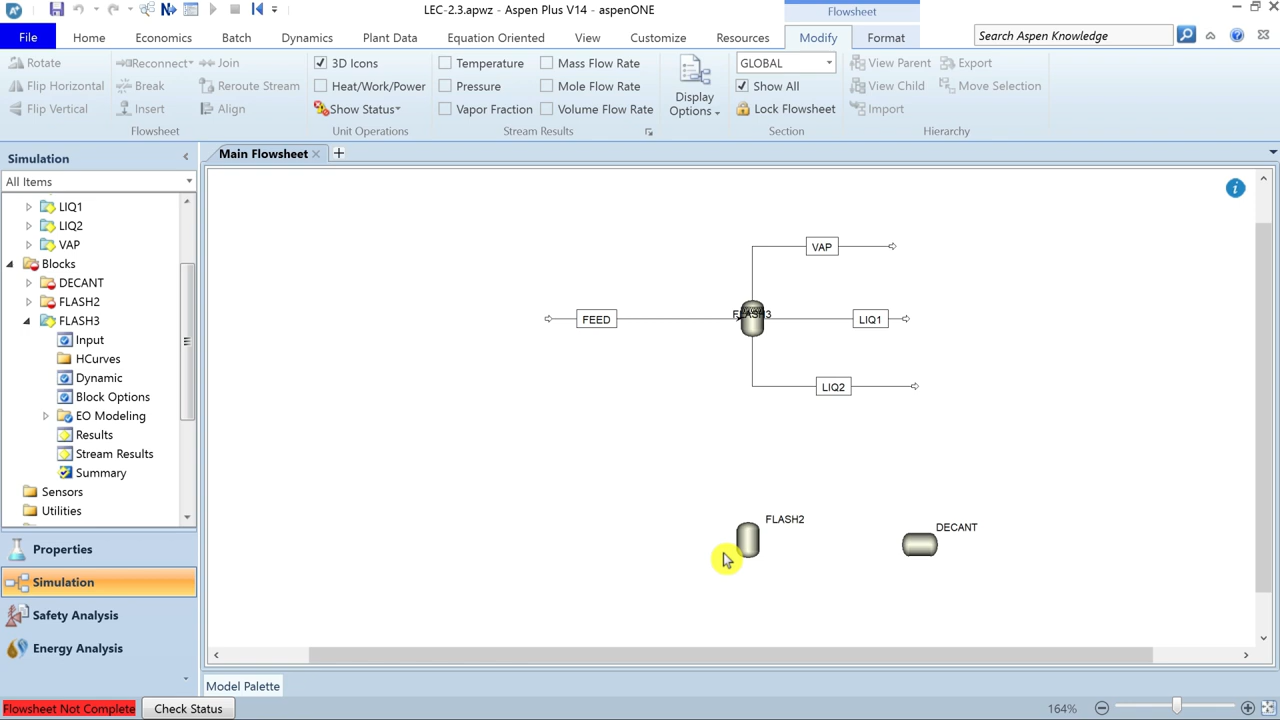 LEC-2.3.apwz - Aspen Plus V14 - aspenONE
Flowsheet
File Home Economics Batch Dynamics Plant Data Equation Oriented View Customize Resources Modify Format
Search Aspen Knowledge
Rotate Reconnect Join
Flip Horizontal Break Reroute Stream
Flip Vertical Insert Align
Flowsheet
3D Icons
Heat/Work/Power
Show Status
Unit Operations
Temperature Mass Flow Rate
Pressure Mole Flow Rate
Vapor Fraction Volume Flow Rate
Stream Results
Display
Options
GLOBAL
Show All
Lock Flowsheet
Section
View Parent Export
View Child Move Selection
Import
Hierarchy
Simulation
All Items
LIQ1
LIQ2
VAP
Blocks
DECANT
FLASH2
FLASH3
Input
HCurves
Dynamic
Block Options
EO Modeling
Results
Stream Results
Summary
Sensors
Utilities
Properties
Simulation
Safety Analysis
Energy Analysis
Main Flowsheet
VAP
FEED
FLASH3
LIQ1
LIQ2
FLASH2
DECANT
Model Palette
Flowsheet Not Complete
Check Status
164%